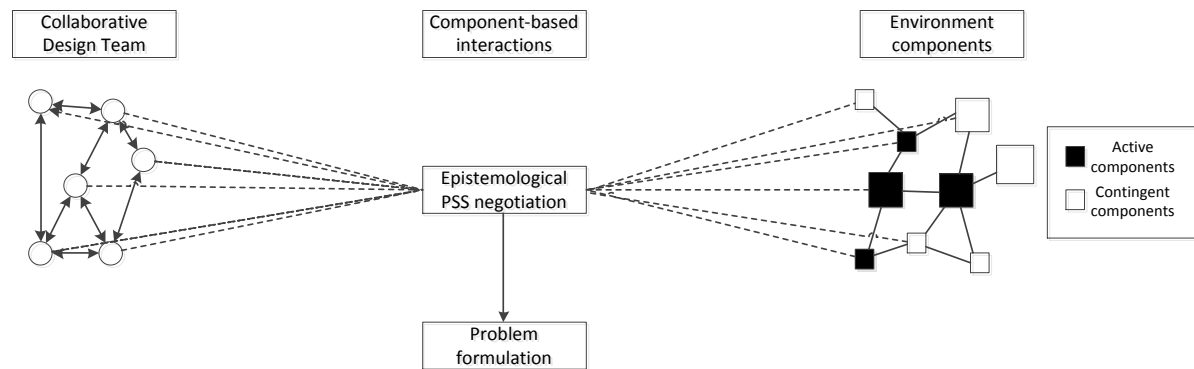 Collaborative
Design Team
Component-based
interactions
Environment
components
Active
components
Contingent
components
Epistemological
PSS negotiation
Problem
formulation